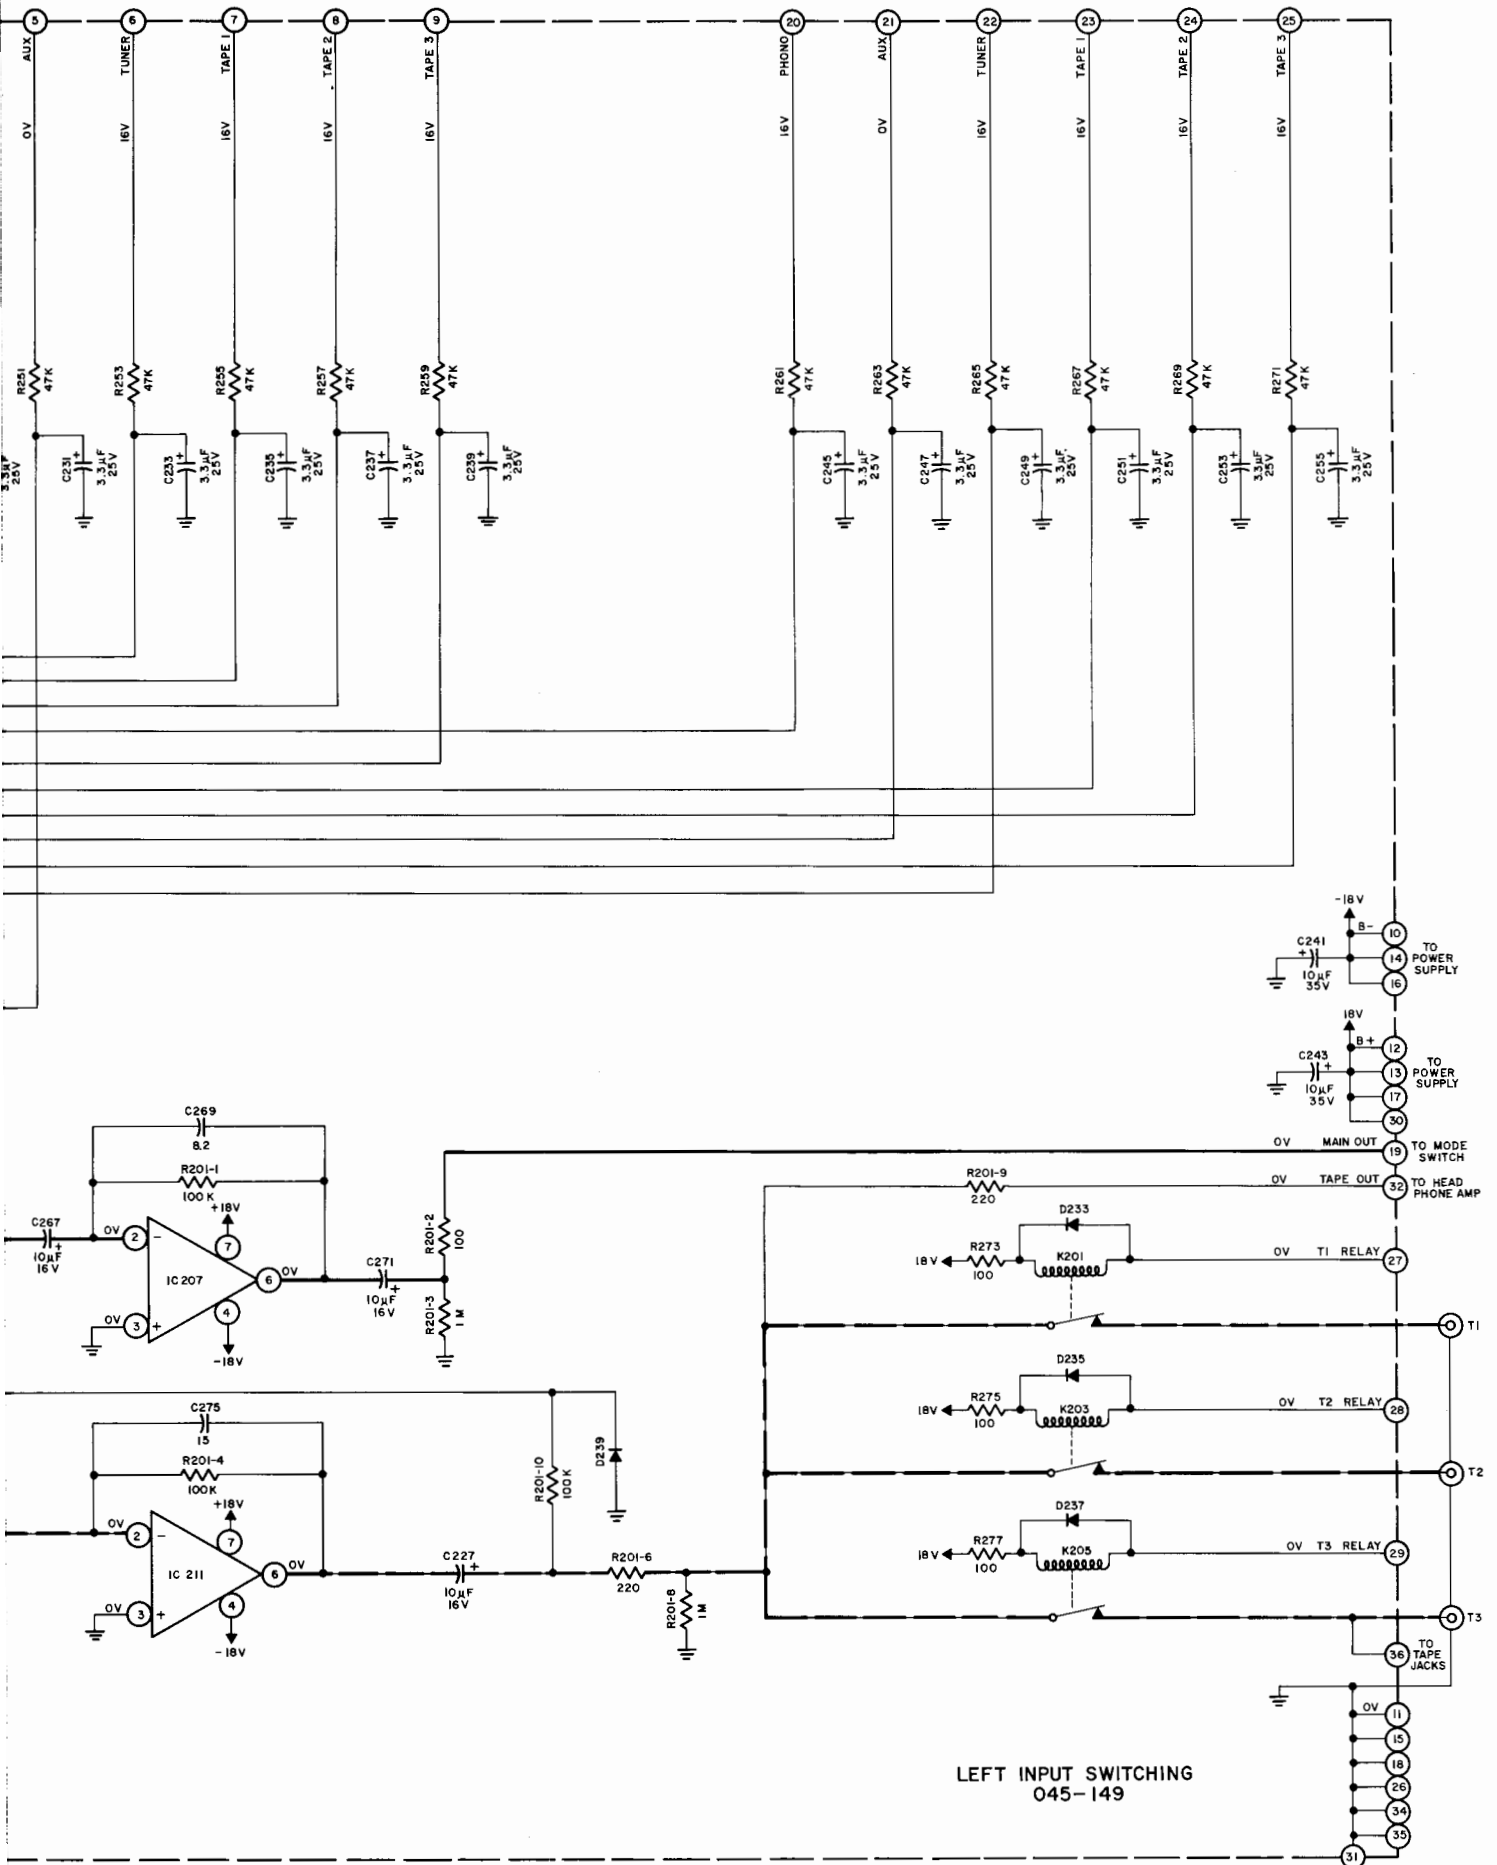 5 6 7 8 9 20 21 22 23 24 25
AUX TUNER TAPE 1 TAPE 2 TAPE 3 PHONO AUX TUNER TAPE 1 TAPE 2 TAPE 3
0V 16V 16V 16V 16V 16V 0V 16V 16V 16V 16V
R251 47K
R253 47K
R255 47K
R257 47K
R259 47K
R261 47K
R263 47K
R265 47K
R267 47K
R269 47K
R271 47K
3.3µF 25V
C231 + 3.3µF 25V
C233 + 3.3µF 25V
C235 + 3.3µF 25V
C237 + 3.3µF 25V
C239 + 3.3µF 25V
C245 + 3.3µF 25V
C247 + 3.3µF 25V
C249 + 3.3µF 25V
C251 + 3.3µF 25V
C253 + 3.3µF 25V
C255 + 3.3µF 25V
-18V
B- 10
C241
+
10µF
35V
14
16
TO
POWER
SUPPLY
18V
B+ 12
C243
+
10µF
35V
13
17
30
TO
POWER
SUPPLY
C269
8.2
R201-1
100K
+18V
C267
+
10µF
16V
0V 2 -
7
IC207
6 0V
4
0V 3 +
-18V
C271
+
10µF
16V
R201-2
100
R201-3
1M
0V MAIN OUT 19 TO MODE
SWITCH
R201-9
220
0V TAPE OUT 32 TO HEAD
PHONE AMP
D233
18V R273
100
K201
0V T1 RELAY 27
T1
D235
18V R275
100
K203
0V T2 RELAY 28
T2
D237
18V R277
100
K205
0V T3 RELAY 29
T3
C275
15
R201-4
100K
+18V
0V 2 -
7
IC 211
6 0V
4
0V 3 +
-18V
C227
+
10µF
16V
R201-10
100K
D239
R201-6
220
R201-8
1M
36
TO
TAPE
JACKS
0V 11
15
18
26
34
35
31
LEFT INPUT SWITCHING
045-149